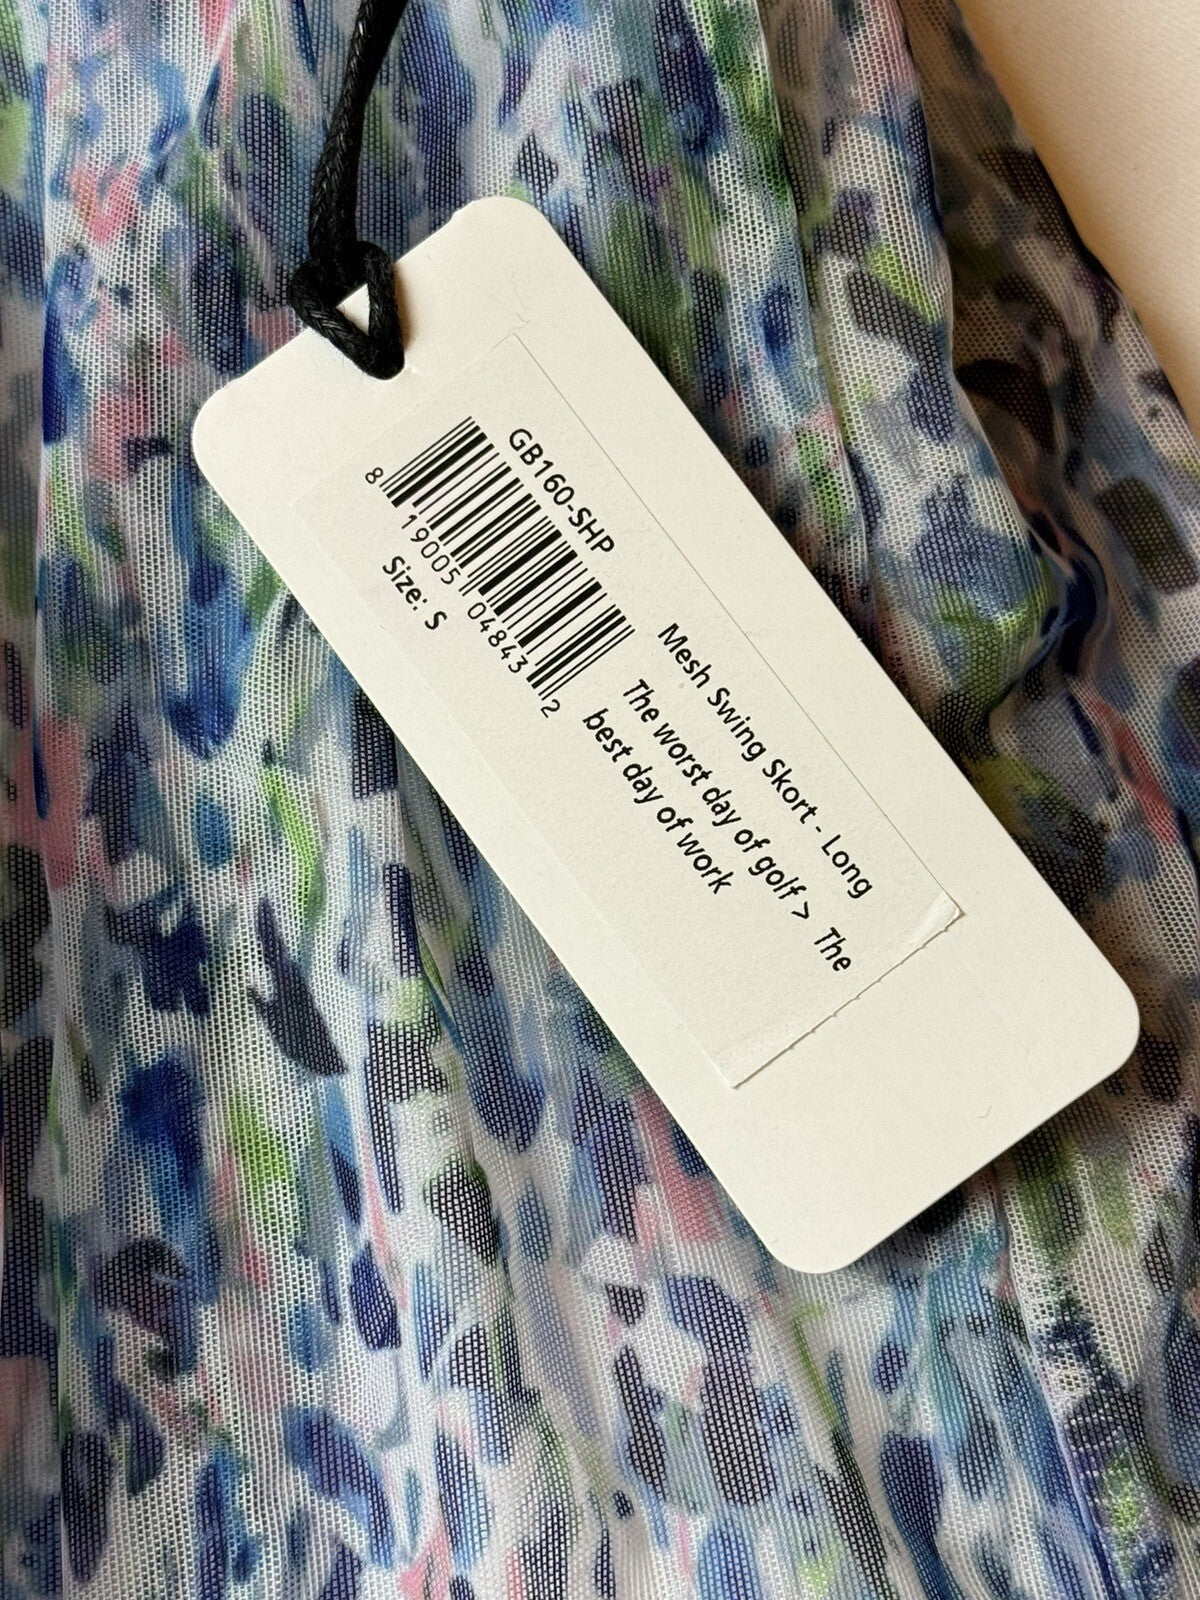 GB160-SHP
8 19005 04843 2
Size: S
Mesh Swing Skort - Long
The worst day of golf > The
best day of work